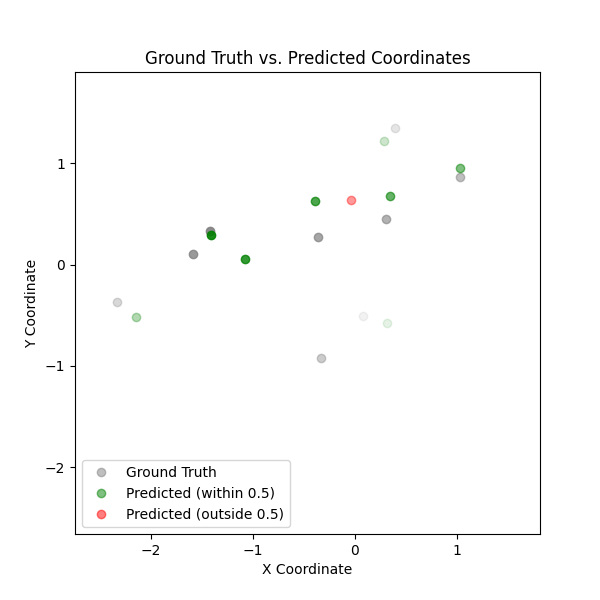 Ground Truth vs. Predicted Coordinates
Y Coordinate
1
0
−1
−2
Ground Truth
Predicted (within 0.5)
Predicted (outside 0.5)
−2
−1
0
1
X Coordinate